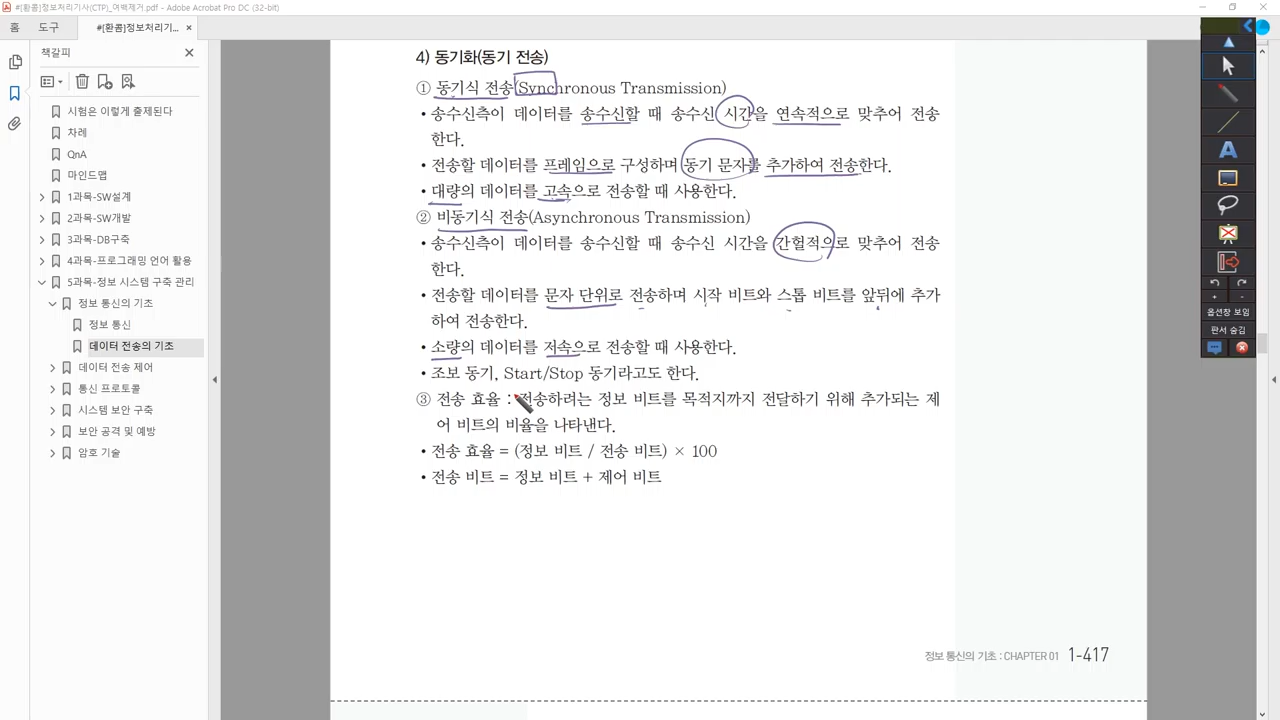 #[황콤]정보처리기사(CTP)_여백제거.pdf - Adobe Acrobat Pro DC (32-bit)
홈 도구 #[황콤]정보처리기... ×
책갈피
시험은 이렇게 출제된다
차례
QnA
마인드맵
1과목-SW설계
2과목-SW개발
3과목-DB구축
4과목-프로그래밍 언어 활용
5과목-정보 시스템 구축 관리
정보 통신의 기초
정보 통신
데이터 전송의 기초
데이터 전송 제어
통신 프로토콜
시스템 보안 구축
보안 공격 및 예방
암호 기술
4) 동기화(동기 전송)
① 동기식 전송(Synchronous Transmission)
• 송수신측이 데이터를 송수신할 때 송수신 시간을 연속적으로 맞추어 전송
한다.
• 전송할 데이터를 프레임으로 구성하며 동기 문자를 추가하여 전송한다.
• 대량의 데이터를 고속으로 전송할 때 사용한다.
② 비동기식 전송(Asynchronous Transmission)
• 송수신측이 데이터를 송수신할 때 송수신 시간을 간헐적으로 맞추어 전송
한다.
• 전송할 데이터를 문자 단위로 전송하며 시작 비트와 스톱 비트를 앞뒤에 추가
하여 전송한다.
• 소량의 데이터를 저속으로 전송할 때 사용한다.
• 조보 동기, Start/Stop 동기라고도 한다.
③ 전송 효율 : 전송하려는 정보 비트를 목적지까지 전달하기 위해 추가되는 제
어 비트의 비율을 나타낸다.
• 전송 효율 = (정보 비트 / 전송 비트) × 100
• 전송 비트 = 정보 비트 + 제어 비트
정보 통신의 기초 : CHAPTER 01 1-417
A
+ -
옵션창 보임
판서 숨김